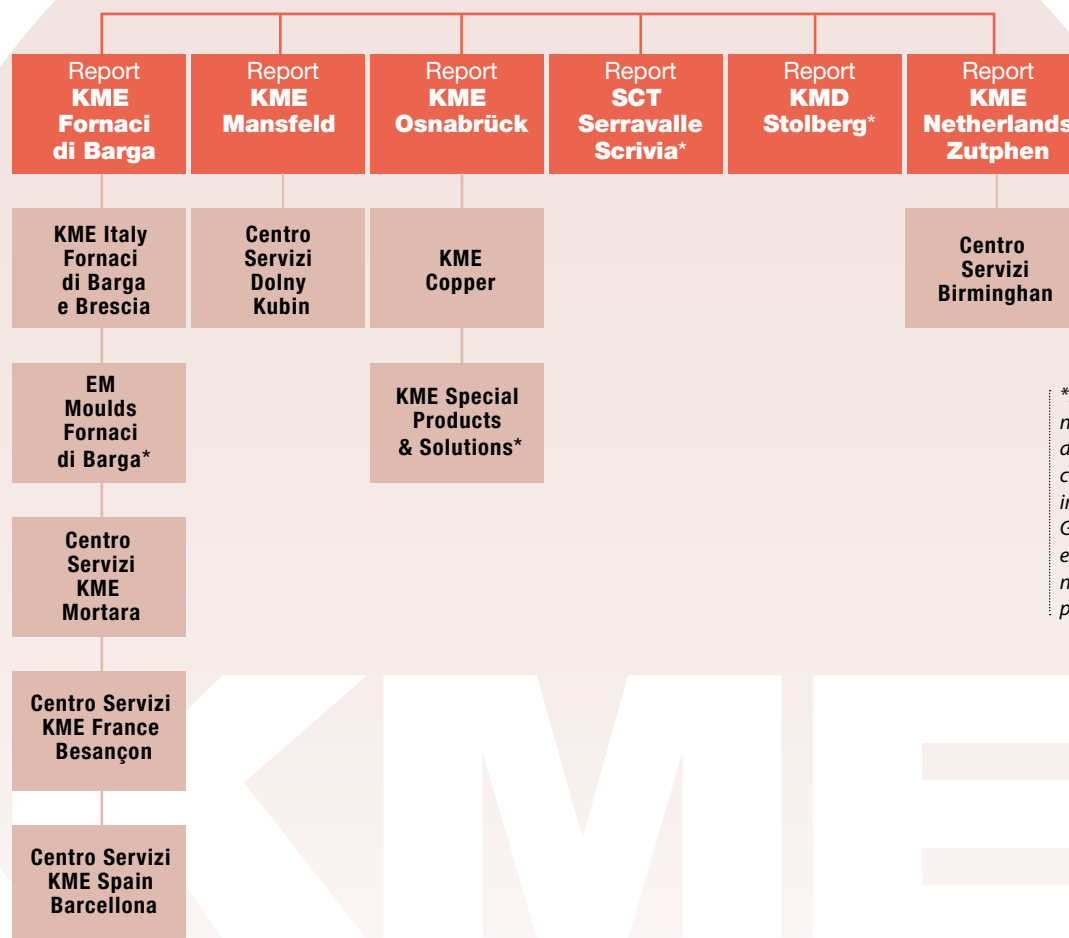 Report
KME
Fornaci
di Barga
Report
KME
Mansfeld
Report
KME
Osnabrück
Report
SCT
Serravalle
Scrivia*
Report
KMD
Stolberg*
Report
KME
Netherlands
Zutphen
KME Italy
Fornaci
di Barga
e Brescia
Centro
Servizi
Dolny
Kubin
KME
Copper
Centro
Servizi
Birminghan
EM
Moulds
Fornaci
di Barga*
KME Special
Products
& Solutions*
*
Centro
Servizi
KME
Mortara
Centro Servizi
KME France
Besançon
Centro Servizi
KME Spain
Barcellona
KME